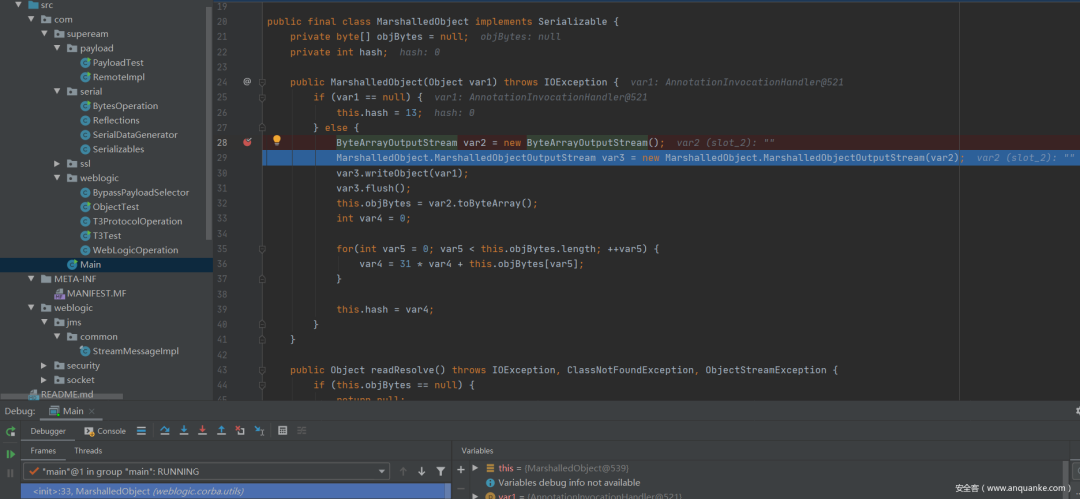 src
com
supeream
payload
PayloadTest
RemoteImpl
serial
BytesOperation
Reflections
SerialDataGenerator
Serializables
ssl
weblogic
BypassPayloadSelector
ObjectTest
T3ProtocolOperation
T3Test
WebLogicOperation
Main
META-INF
MANIFEST.MF
weblogic
jms
common
StreamMessageImpl
security
socket
README.md
19
20 public final class MarshalledObject implements Serializable {
21 private byte[] objBytes = null; objBytes: null
22 private int hash; hash: 0
23
24 @ public MarshalledObject(Object var1) throws IOException { var1: AnnotationInvocationHandler@521
25 if (var1 == null) { var1: AnnotationInvocationHandler@521
26 this.hash = 13; hash: 0
27 } else {
28 ByteArrayOutputStream var2 = new ByteArrayOutputStream(); var2 (slot_2): ""
29 MarshalledObject.MarshalledObjectOutputStream var3 = new MarshalledObject.MarshalledObjectOutputStream(var2); var2 (slot_2): ""
30 var3.writeObject(var1);
31 var3.flush();
32 this.objBytes = var2.toByteArray();
33 int var4 = 0;
34
35 for(int var5 = 0; var5 < this.objBytes.length; ++var5) {
36 var4 = 31 * var4 + this.objBytes[var5];
37 }
38
39 this.hash = var4;
40 }
41 }
42
43 public Object readResolve() throws IOException, ClassNotFoundException, ObjectStreamException {
44 if (this.objBytes == null) {
45 return null;
Debug: Main ×
Debugger Console
Frames Threads
Variables
"main"@1 in group "main": RUNNING
<init>:33, MarshalledObject (weblogic.corba.utils)
this = {MarshalledObject@539}
Variables debug info not available
var1 = {AnnotationInvocationHandler@521}
安全客（www.anquanke.com）